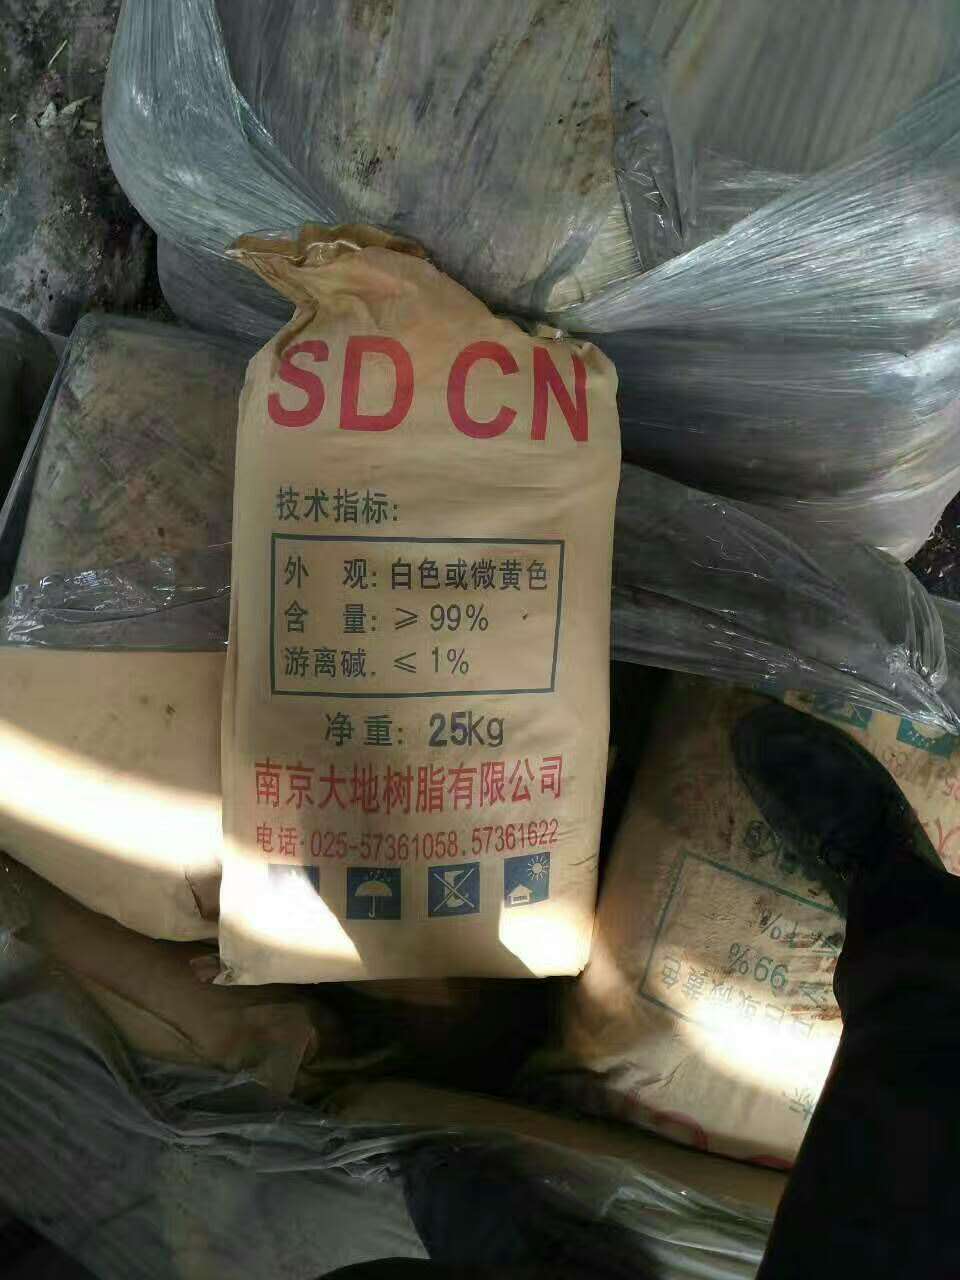 SD CN
技术指标:
外 观: 白色或微黄色
含 量: ≥ 99%
游离碱. ≤ 1%
净 重: 25kg
南京大地树脂有限公司
电话·025-57361058.57361622
99%